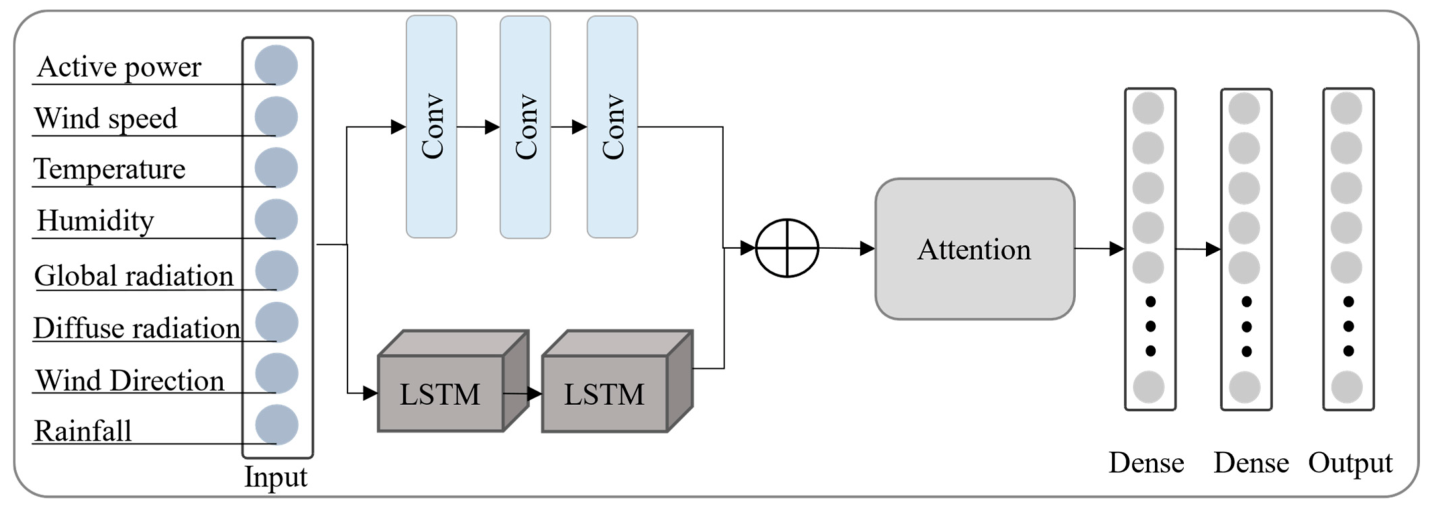 Active power
Wind speed
Temperature
Humidity
Global radiation
Diffuse radiation
Wind Direction
Rainfall
Input
Conv
Conv
Conv
LSTM
LSTM
Attention
Dense
Dense
Output